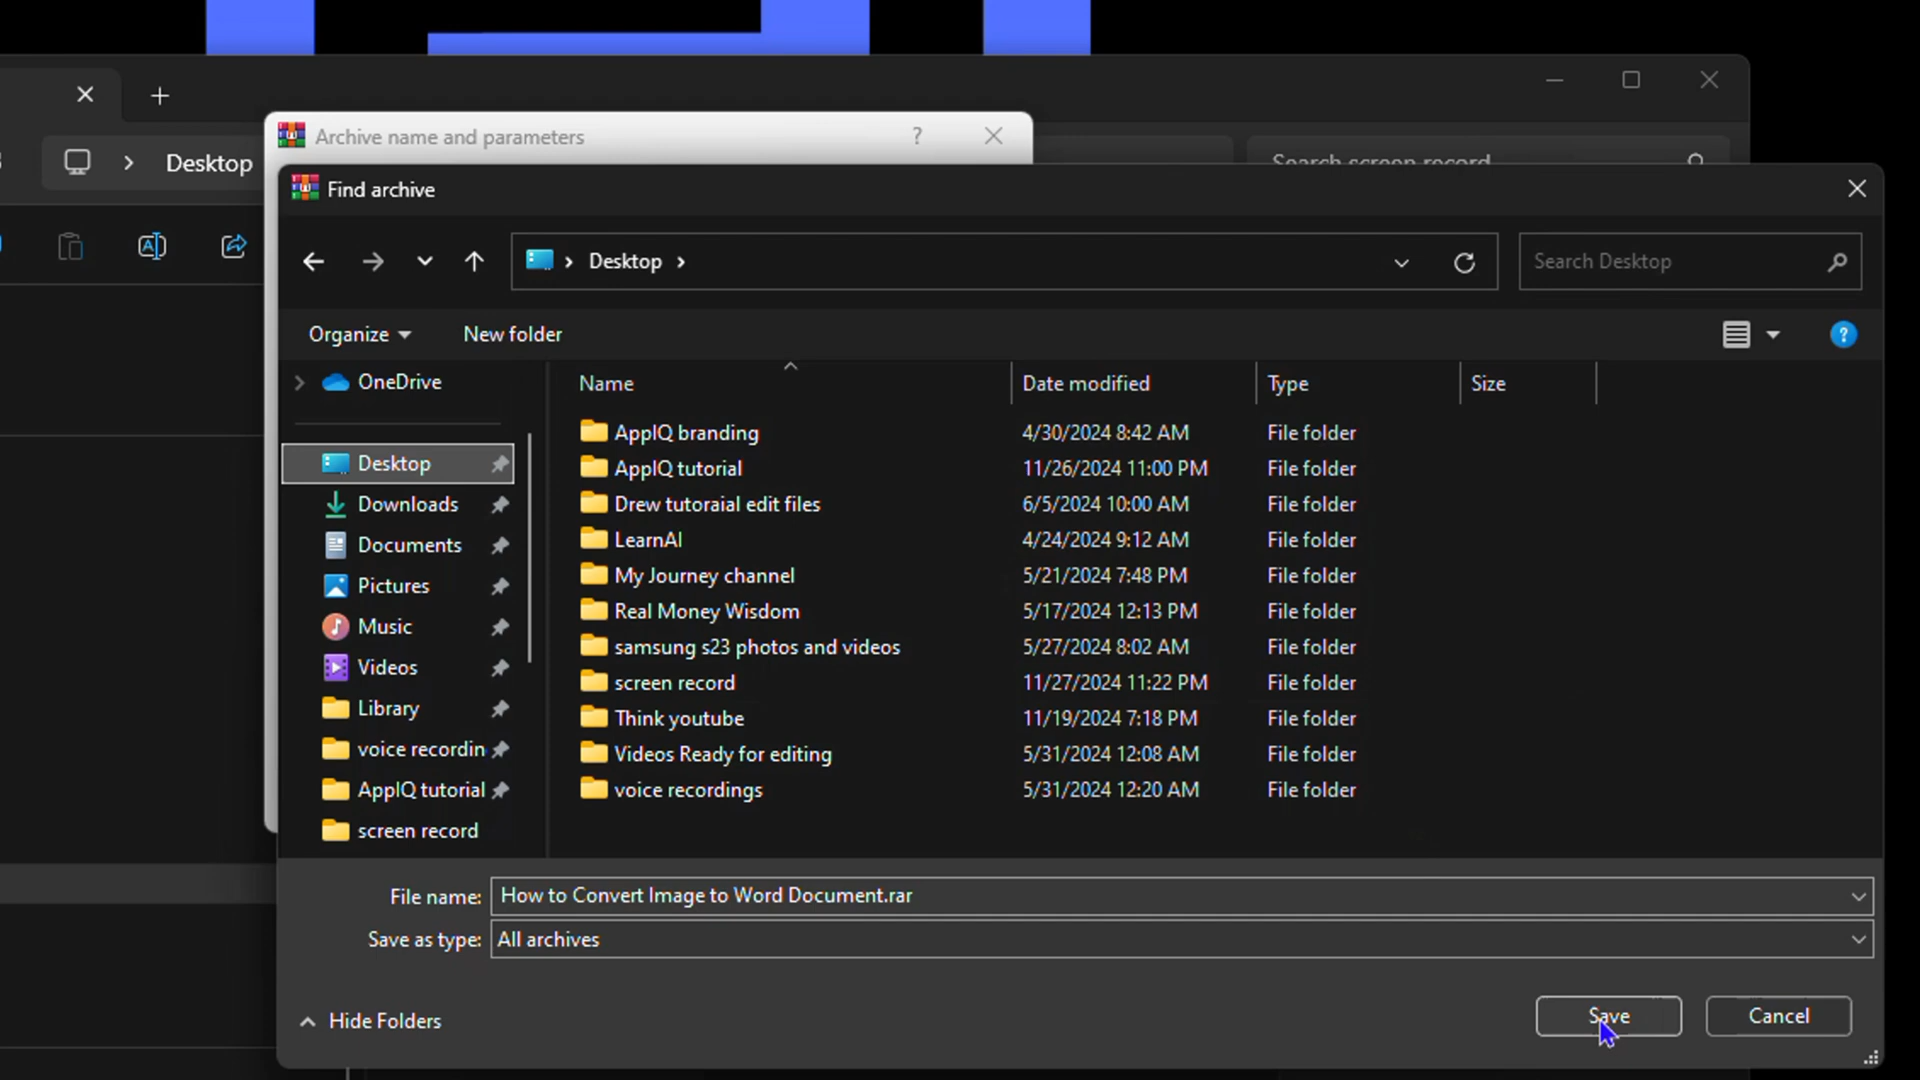 Desktop
Archive name and parameters
?
Search screen record
Find archive
Desktop
Search Desktop
Organize
New folder
Name
Date modified
Type
Size
OneDrive
Desktop
Downloads
Documents
Pictures
Music
Videos
Library
voice recordin
AppIQ tutorial
screen record
AppIQ branding 4/30/2024 8:42 AM File folder
AppIQ tutorial 11/26/2024 11:00 PM File folder
Drew tutoraial edit files 6/5/2024 10:00 AM File folder
LearnAI 4/24/2024 9:12 AM File folder
My Journey channel 5/21/2024 7:48 PM File folder
Real Money Wisdom 5/17/2024 12:13 PM File folder
samsung s23 photos and videos 5/27/2024 8:02 AM File folder
screen record 11/27/2024 11:22 PM File folder
Think youtube 11/19/2024 7:18 PM File folder
Videos Ready for editing 5/31/2024 12:08 AM File folder
voice recordings 5/31/2024 12:20 AM File folder
File name: How to Convert Image to Word Document.rar
Save as type: All archives
Hide Folders
Save
Cancel